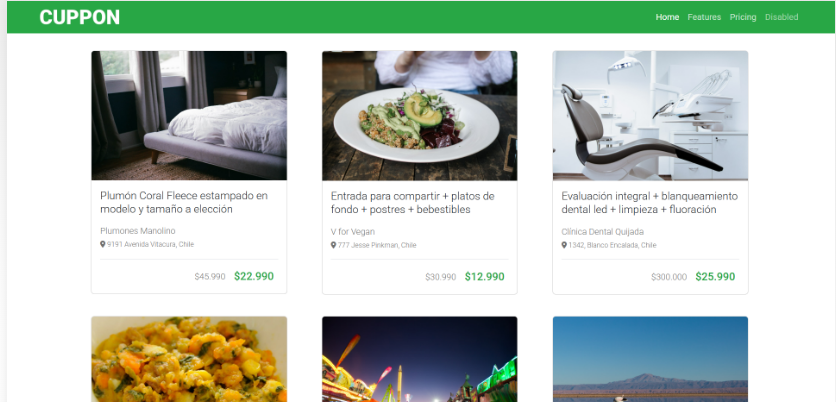 CUPPON
Home Features Pricing Disabled
Plumón Coral Fleece estampado en
modelo y tamaño a elección
Plumones Manolino
9191 Avenida Vitacura, Chile
$45.990 $22.990
Entrada para compartir + platos de
fondo + postres + bebestibles
V for Vegan
777 Jesse Pinkman, Chile
$30.990 $12.990
Evaluación integral + blanqueamiento
dental led + limpieza + fluoración
Clínica Dental Quijada
1342, Blanco Encalada, Chile
$300.000 $25.990